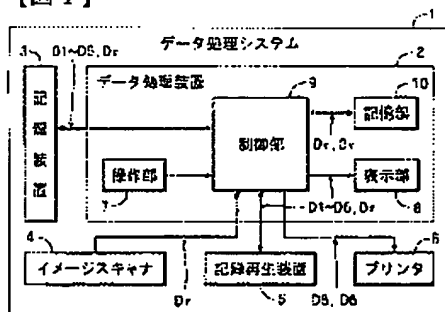 【図1】
1
データ処理システム
3
D1~D5,Dr
2
データ処理装置
9
10
記憶装置
制御部
記憶部
Dr,Dv
操作部
表示部
7
D1~D6,Dr
8
4
6
イメージスキャナ
記録再生装置
プリンタ
Dr
5
D5,D6